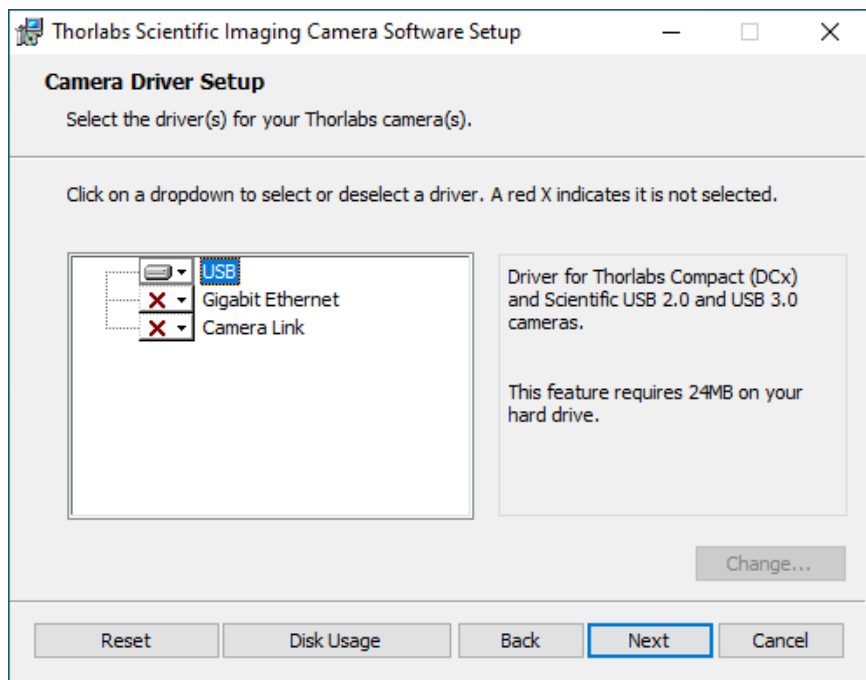 Thorlabs Scientific Imaging Camera Software Setup
Camera Driver Setup
Select the driver(s) for your Thorlabs camera(s).
Click on a dropdown to select or deselect a driver. A red X indicates it is not selected.
USB
Gigabit Ethernet
Camera Link
Driver for Thorlabs Compact (DCx)
and Scientific USB 2.0 and USB 3.0
cameras.
This feature requires 24MB on your
hard drive.
Change...
Reset
Disk Usage
Back
Next
Cancel